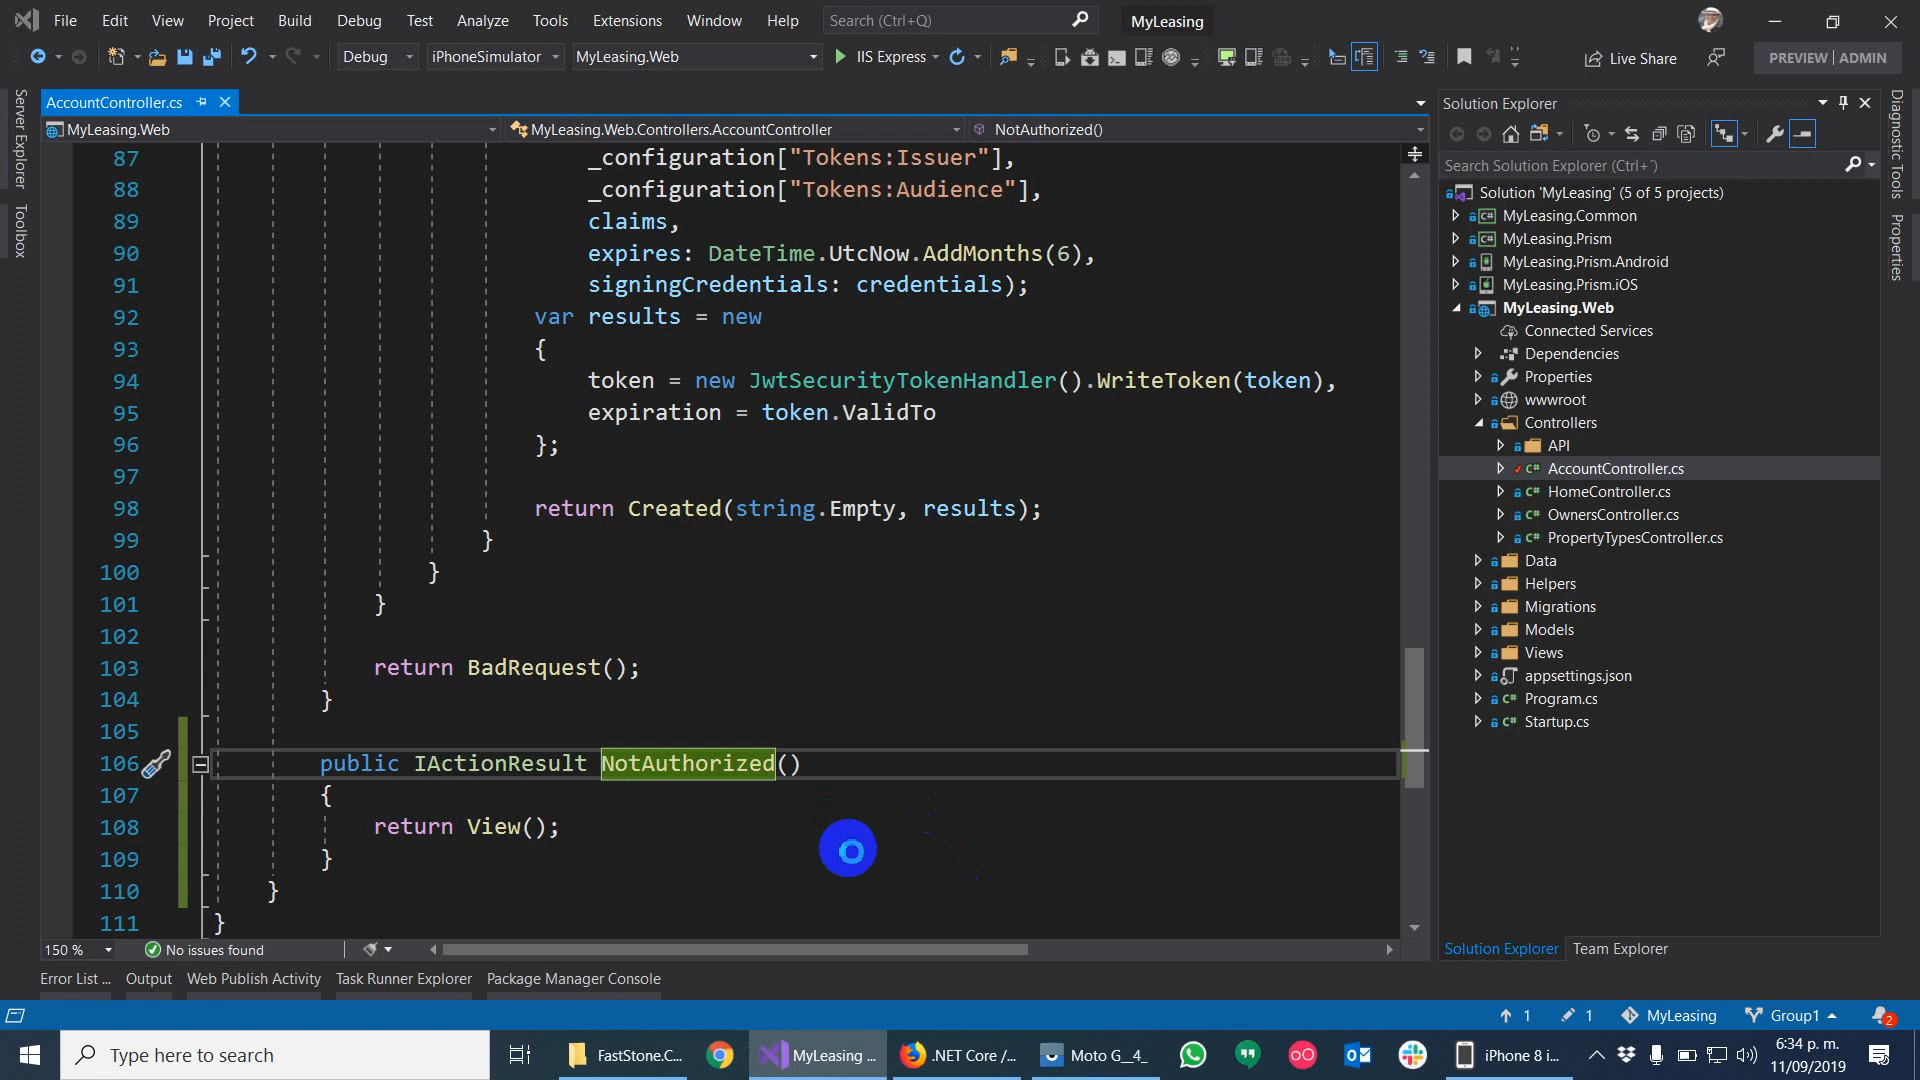 File Edit View Project Build Debug Test Analyze Tools Extensions Window Help Search (Ctrl+Q) MyLeasing
Debug iPhoneSimulator MyLeasing.Web IIS Express Live Share PREVIEW | ADMIN
Server Explorer
Toolbox
AccountController.cs
MyLeasing.Web MyLeasing.Web.Controllers.AccountController NotAuthorized()
87 _configuration["Tokens:Issuer"],
88 _configuration["Tokens:Audience"],
89 claims,
90 expires: DateTime.UtcNow.AddMonths(6),
91 signingCredentials: credentials);
92 var results = new
93 {
94 token = new JwtSecurityTokenHandler().WriteToken(token),
95 expiration = token.ValidTo
96 };
97
98 return Created(string.Empty, results);
99 }
100 }
101 }
102
103 return BadRequest();
104 }
105
106 public IActionResult NotAuthorized()
107 {
108 return View();
109 }
110 }
111 }
150 % No issues found
Error List ... Output Web Publish Activity Task Runner Explorer Package Manager Console
Solution Explorer
Search Solution Explorer (Ctrl+´)
Solution 'MyLeasing' (5 of 5 projects)
C# MyLeasing.Common
C# MyLeasing.Prism
MyLeasing.Prism.Android
MyLeasing.Prism.iOS
MyLeasing.Web
Connected Services
Dependencies
Properties
wwwroot
Controllers
API
C# AccountController.cs
C# HomeController.cs
C# OwnersController.cs
C# PropertyTypesController.cs
Data
Helpers
Migrations
Models
Views
appsettings.json
C# Program.cs
C# Startup.cs
Solution Explorer Team Explorer
Diagnostic Tools
Properties
1 1 MyLeasing Group1 2
Type here to search FastStone.C... MyLeasing ... .NET Core /... Moto G__4_ iPhone 8 i...
6:34 p. m.
11/09/2019